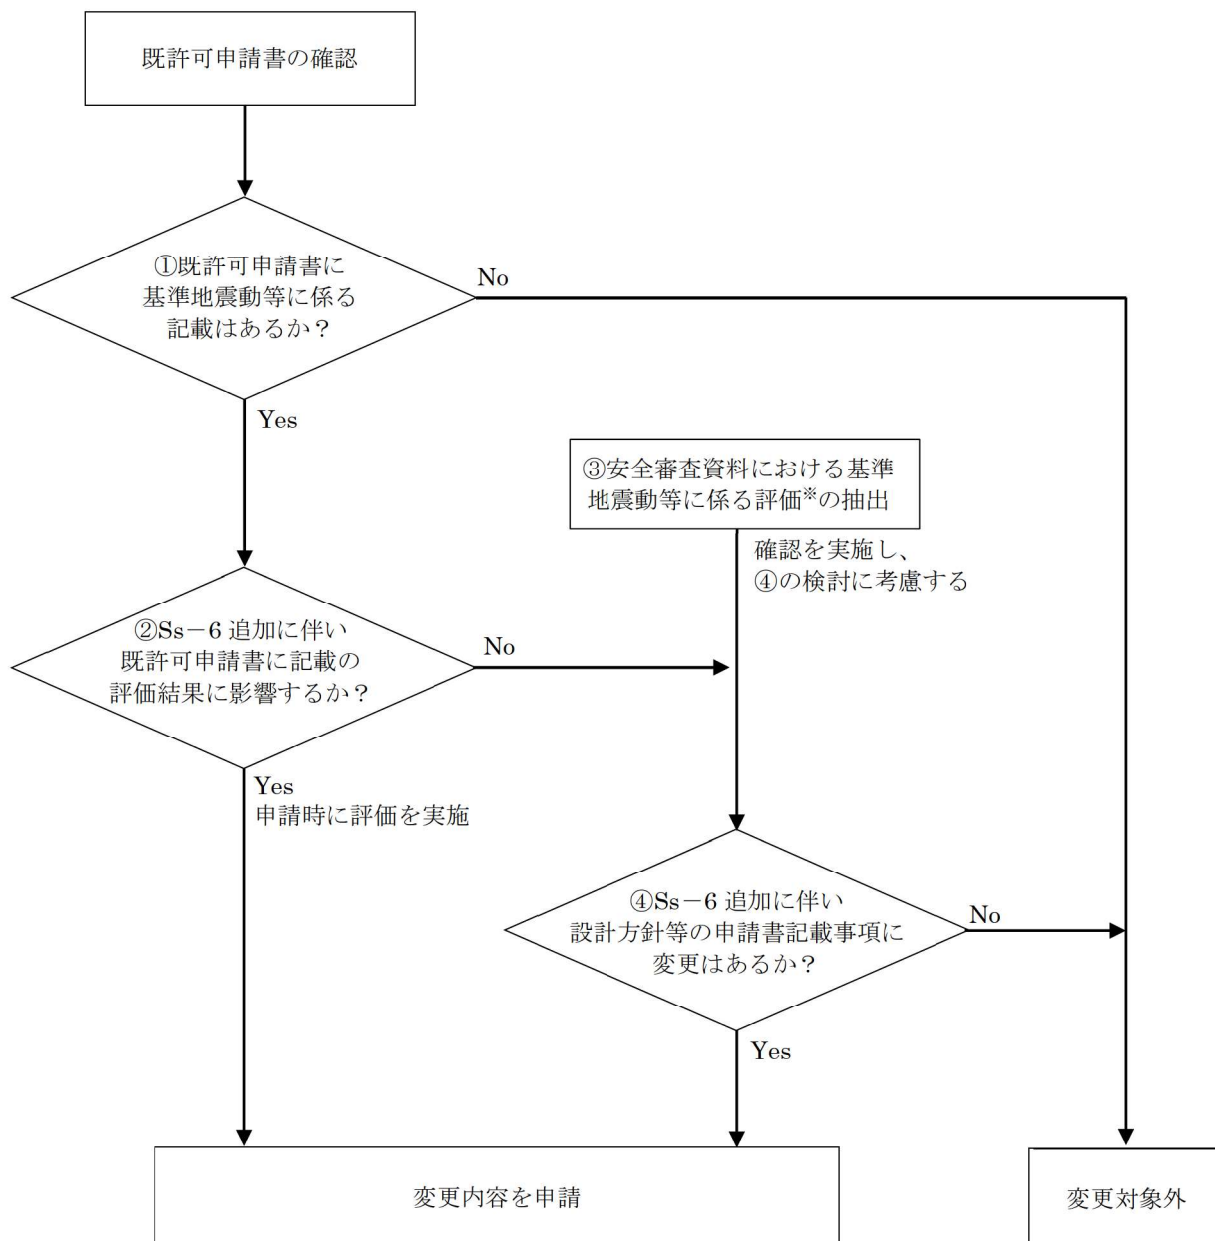 既許可申請書の確認
①既許可申請書に
基準地震動等に係る
記載はあるか?
No
Yes
③安全審査資料における基準
地震動等に係る評価※の抽出
確認を実施し、
④の検討に考慮する
②Ss-6 追加に伴い
既許可申請書に記載の
評価結果に影響するか?
No
Yes
申請時に評価を実施
④Ss-6 追加に伴い
設計方針等の申請書記載事項に
変更はあるか?
No
Yes
変更内容を申請
変更対象外